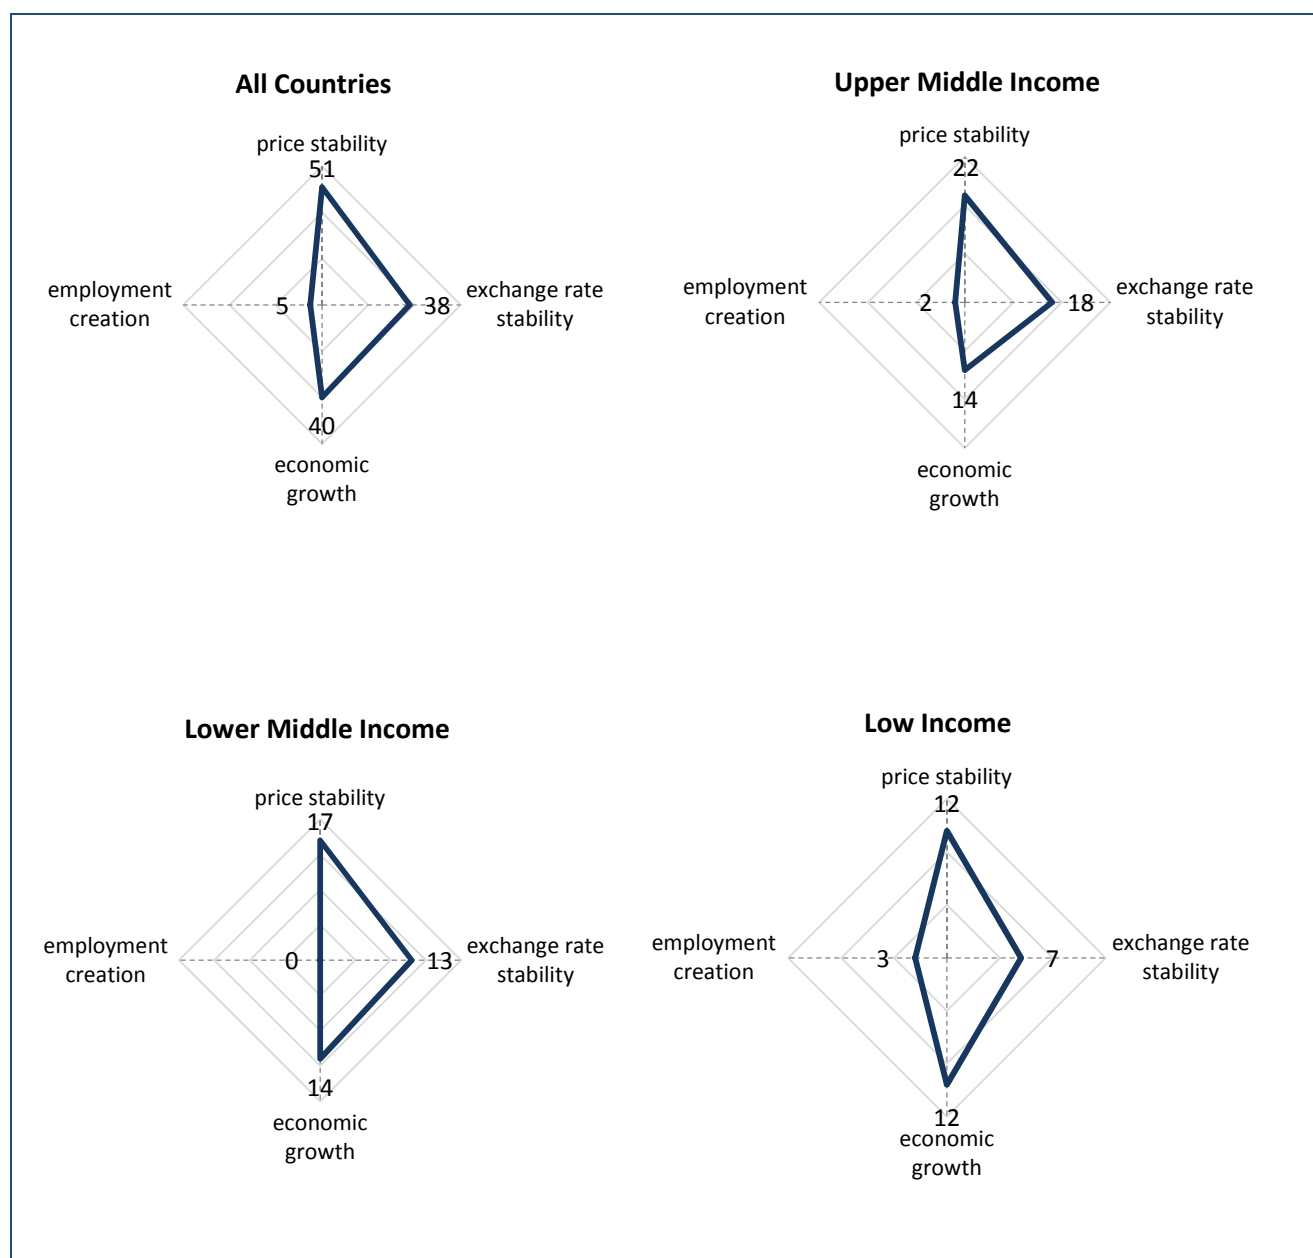 All Countries
price stability
51
employment
creation
5
38
exchange rate
stability
40
economic
growth
Upper Middle Income
price stability
22
employment
creation
2
18
exchange rate
stability
14
economic
growth
Lower Middle Income
price stability
17
employment
creation
0
13
exchange rate
stability
14
economic
growth
Low Income
price stability
12
employment
creation
3
7
exchange rate
stability
12
economic
growth